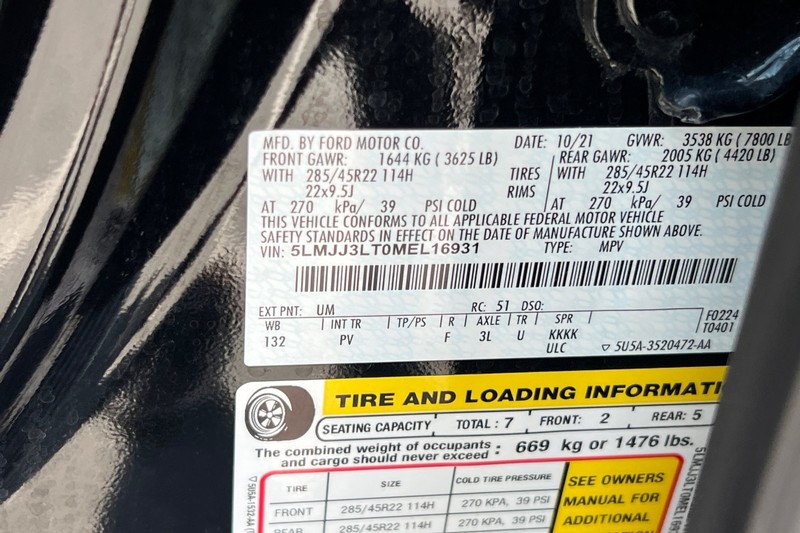 MFD. BY FORD MOTOR CO. DATE: 10/21 GVWR: 3538 KG ( 7800 LB
FRONT GAWR: 1644 KG ( 3625 LB) REAR GAWR: 2005 KG ( 4420 LB)
WITH 285/45R22 114H TIRES WITH 285/45R22 114H
22x9.5J RIMS 22x9.5J
AT 270 kPa/ 39 PSI COLD AT 270 kPa/ 39 PSI COLD
THIS VEHICLE CONFORMS TO ALL APPLICABLE FEDERAL MOTOR VEHICLE
SAFETY STANDARDS IN EFFECT ON THE DATE OF MANUFACTURE SHOWN ABOVE.
VIN: 5LMJJ3LT0MEL16931 TYPE: MPV
EXT PNT: UM RC: 51 DSO:
WB INT TR TP/PS R AXLE TR SPR F0224
132 PV F 3L U KKKK T0401
ULC 5U5A-3520472-AA
TIRE AND LOADING INFORMATI
SEATING CAPACITY TOTAL : 7 FRONT: 2 REAR: 5
The combined weight of occupants and cargo should never exceed : 669 kg or 1476 lbs.
TIRE SIZE COLD TIRE PRESSURE SEE OWNERS
FRONT 285/45R22 114H 270 KPA, 39 PSI MANUAL FOR
REAR 285/45R22 114H 270 KPA, 39 PSI ADDITIONAL